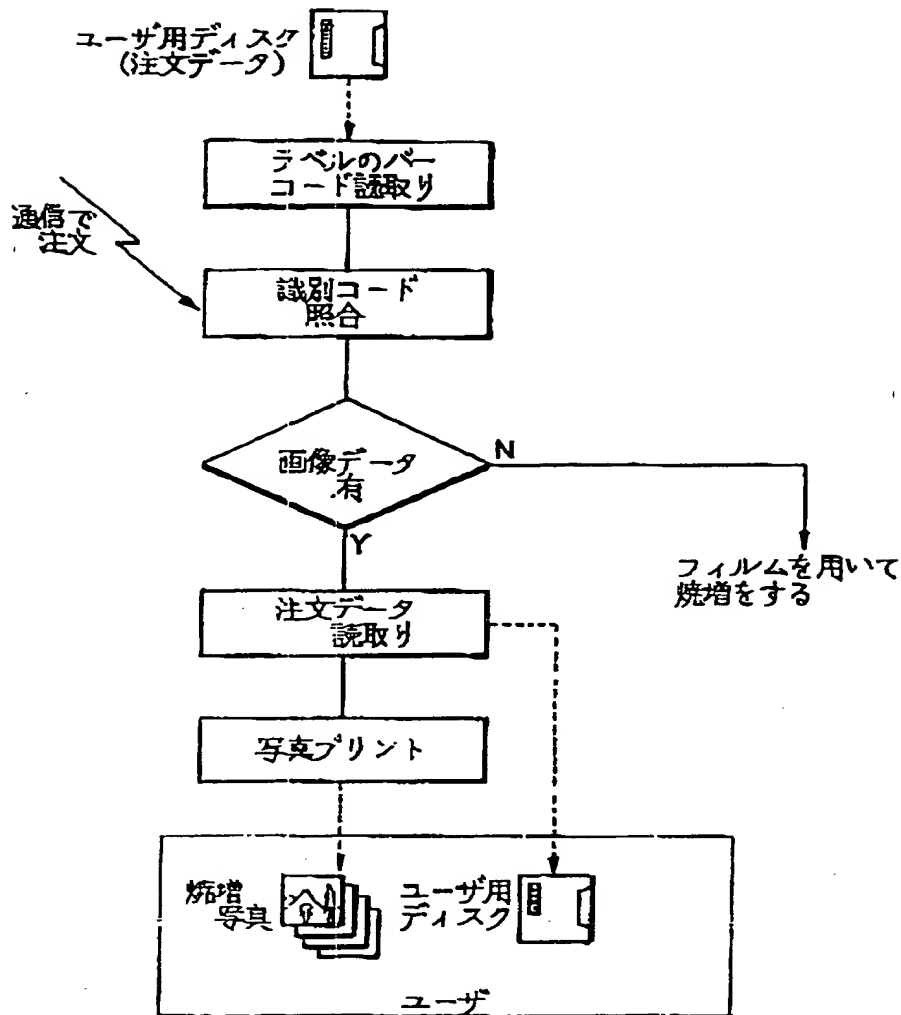 ユーザ用ディスク
(注文データ)
ラベルのバー
コード読取り
通信で
注文
識別コード
照合
画像データ
有
N
Y
フィルムを用いて
焼増をする
注文データ
読取り
写真プリント
焼増
写真
ユーザ用
ディスク
ユーザ